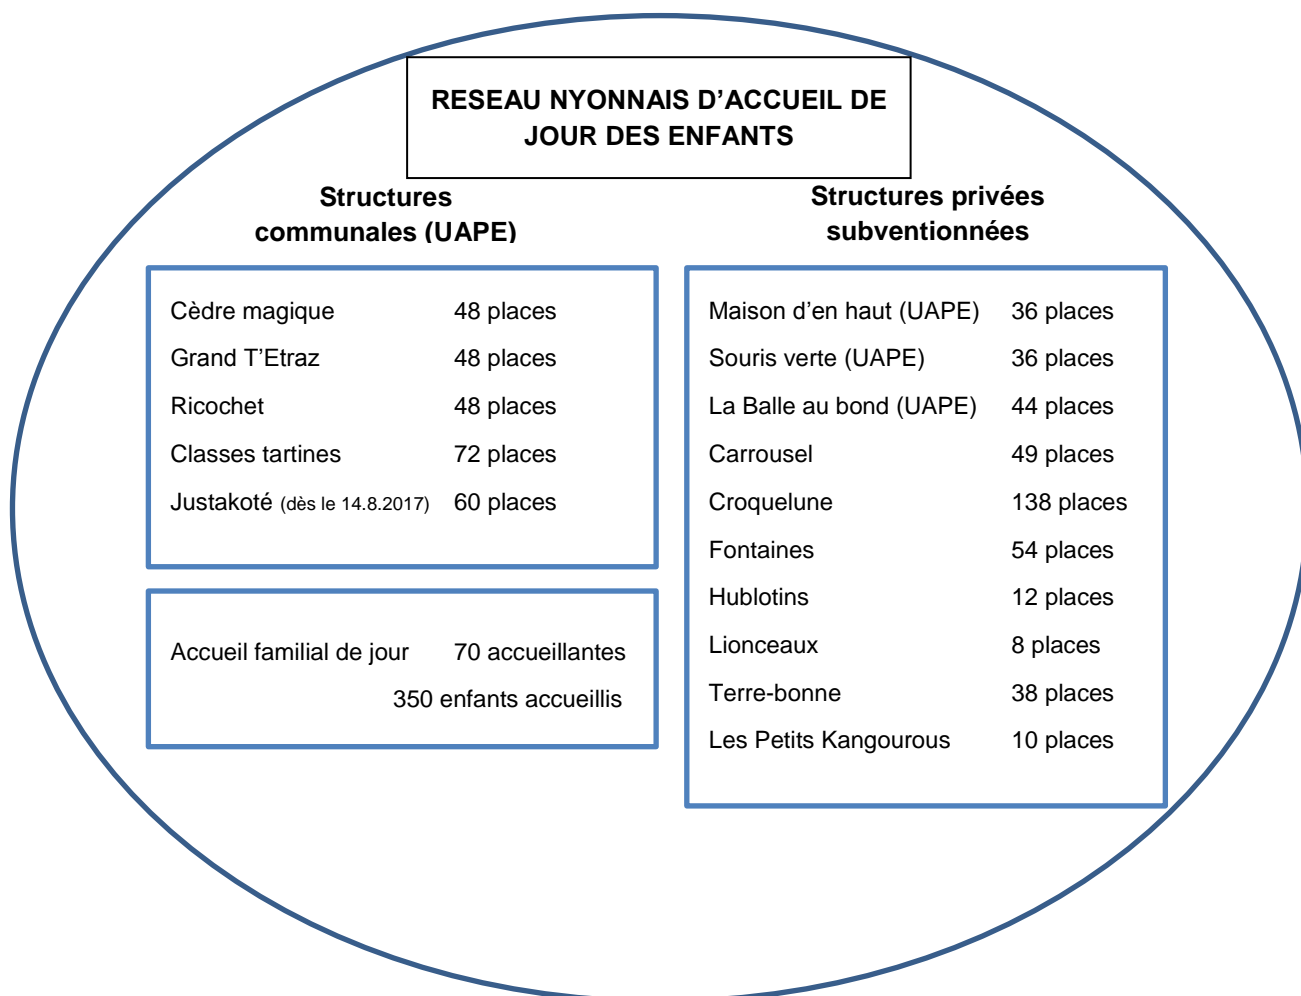 RESEAU NYONNAIS D'ACCUEIL DE
JOUR DES ENFANTS
Structures
communales (UAPE)
Cèdre magique 48 places
Grand T'Etraz 48 places
Ricochet 48 places
Classes tartines 72 places
Justakoté (dès le 14.8.2017) 60 places
Accueil familial de jour 70 accueillantes
350 enfants accueillis
Structures privées
subventionnées
Maison d'en haut (UAPE) 36 places
Souris verte (UAPE) 36 places
La Balle au bond (UAPE) 44 places
Carrousel 49 places
Croquelune 138 places
Fontaines 54 places
Hublotins 12 places
Lionceaux 8 places
Terre-bonne 38 places
Les Petits Kangourous 10 places